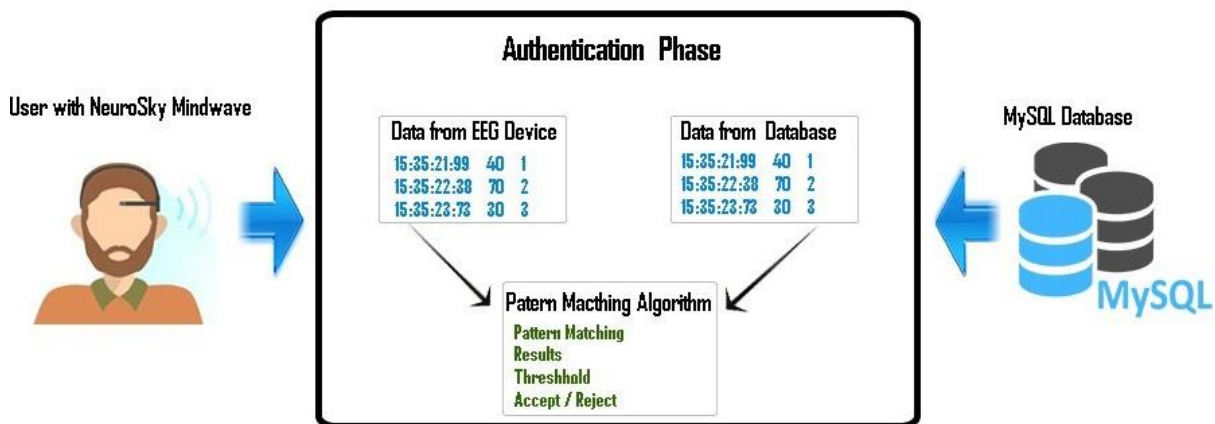 Authentication Phase
User with NeuroSky Mindwave
Data from EEG Device
15:35:21:99 40 1
15:35:22:38 70 2
15:35:23:73 30 3
Data from Database
15:35:21:99 40 1
15:35:22:38 70 2
15:35:23:73 30 3
MySQL Database
MySQL
Patern Macthing Algorithm
Pattern Matching
Results
Threshhold
Accept / Reject